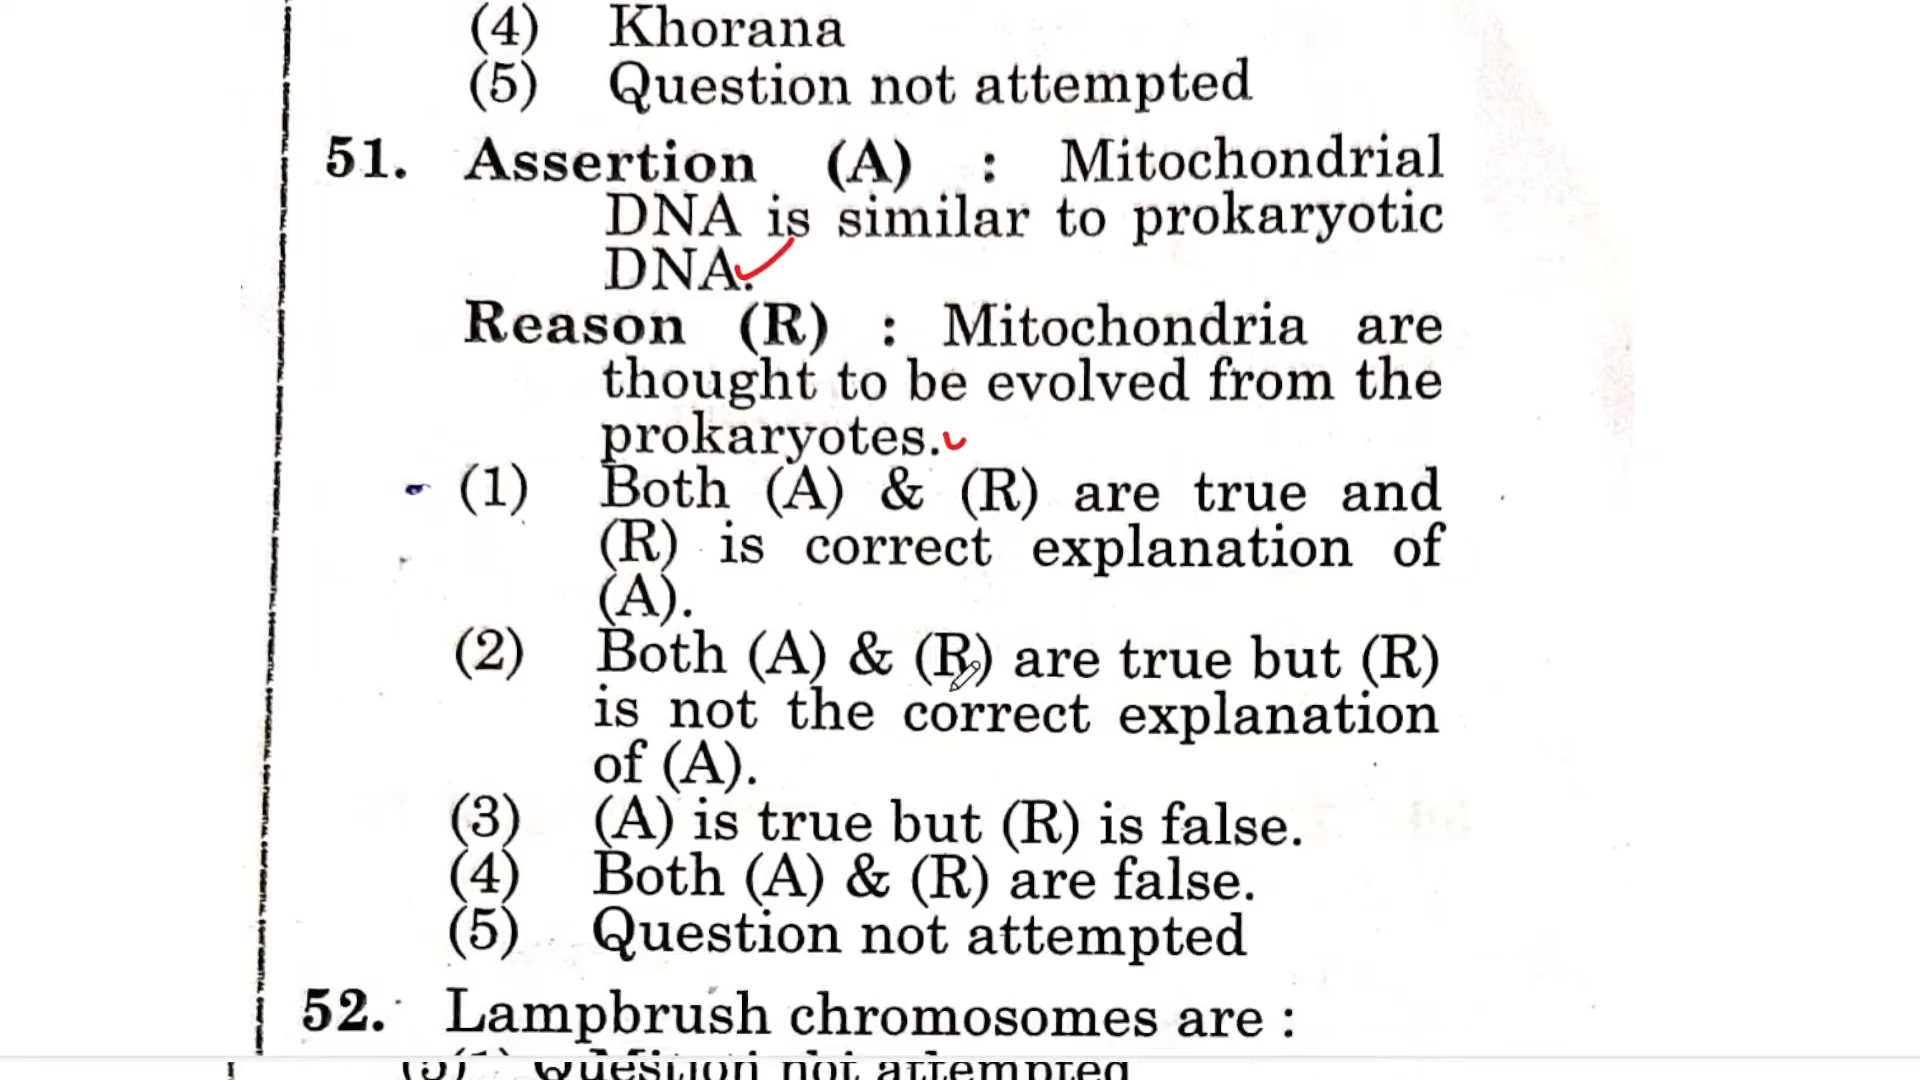 (4) Khorana
(5) Question not attempted
51. Assertion (A) : Mitochondrial
DNA is similar to prokaryotic
DNA.
Reason (R) : Mitochondria are
thought to be evolved from the
prokaryotes.
(1) Both (A) & (R) are true and
(R) is correct explanation of
(A).
(2) Both (A) & (R) are true but (R)
is not the correct explanation
of (A).
(3) (A) is true but (R) is false.
(4) Both (A) & (R) are false.
(5) Question not attempted
52. Lampbrush chromosomes are :
Question not attempted